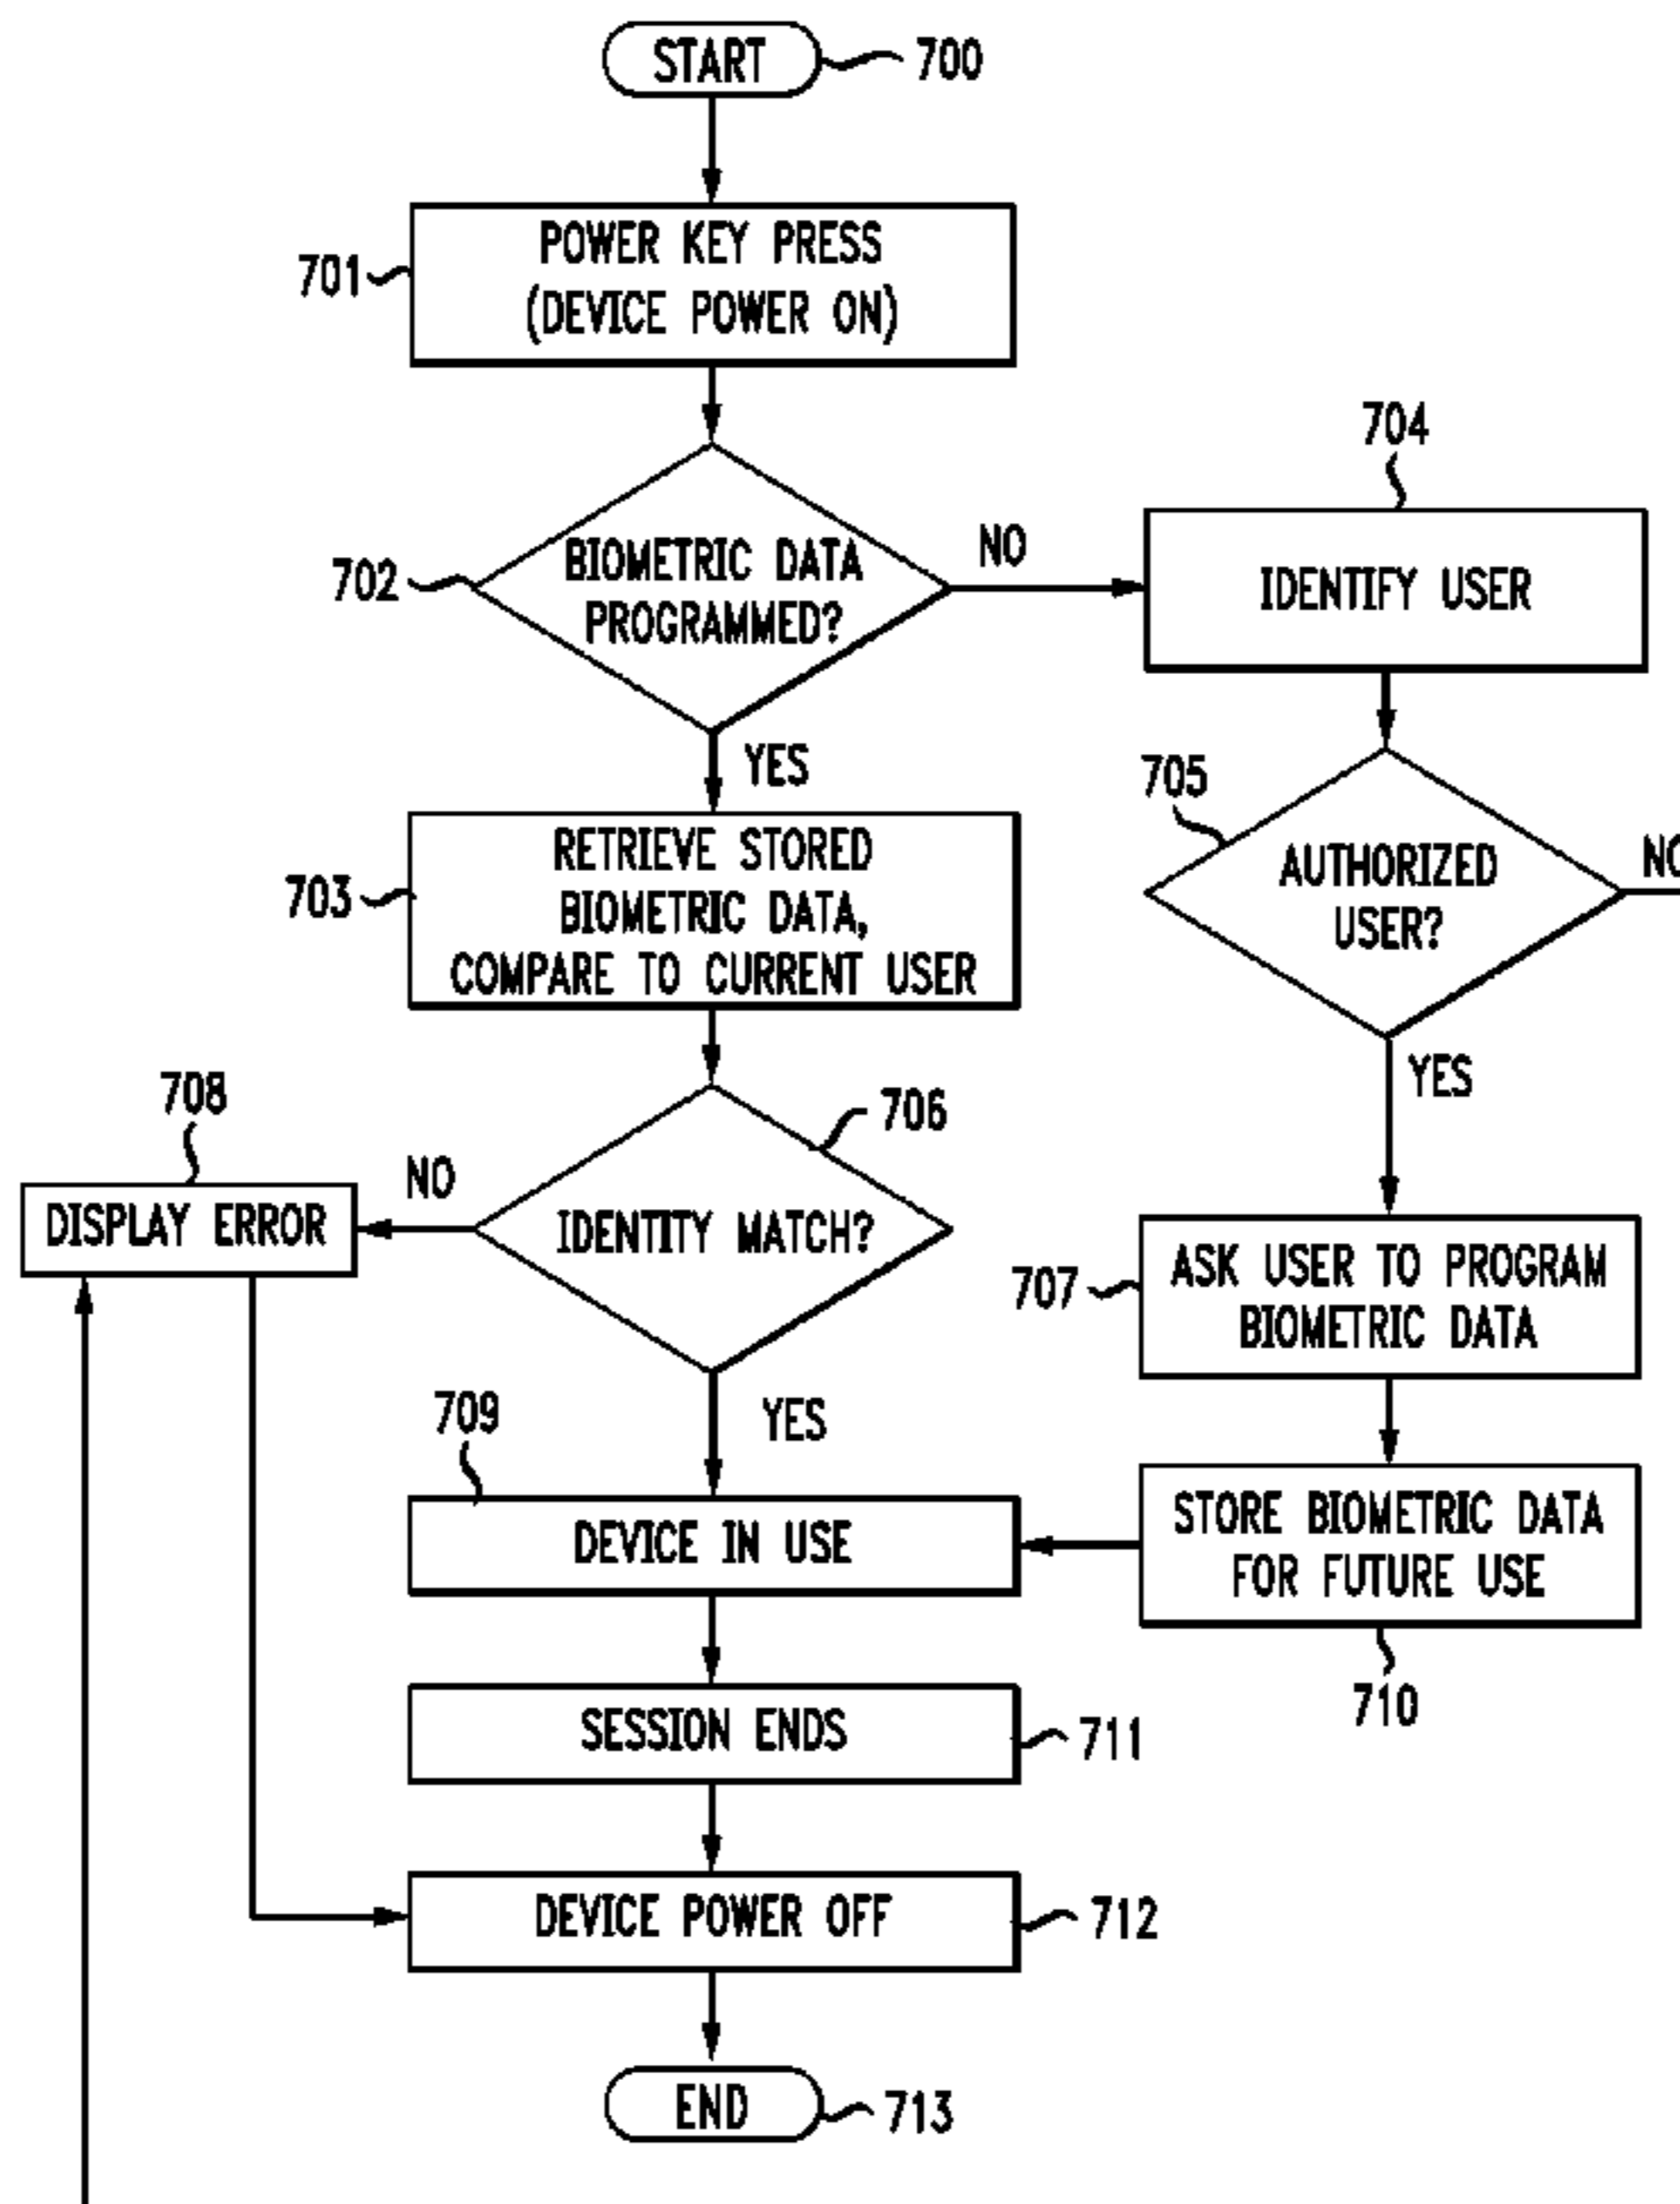 START
700
701
POWER KEY PRESS
(DEVICE POWER ON)
704
702
BIOMETRIC DATA
PROGRAMMED?
NO
IDENTIFY USER
YES
705
703
RETRIEVE STORED
BIOMETRIC DATA,
COMPARE TO CURRENT USER
AUTHORIZED
USER?
NO
YES
708
706
NO
DISPLAY ERROR
IDENTITY MATCH?
707
ASK USER TO PROGRAM
BIOMETRIC DATA
709
YES
DEVICE IN USE
STORE BIOMETRIC DATA
FOR FUTURE USE
710
SESSION ENDS
711
DEVICE POWER OFF
712
END
713